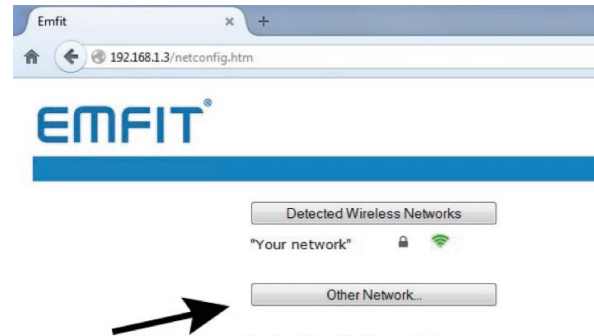 Emfit × +
192.168.1.3/netconfig.htm
EMFIT®
Detected Wireless Networks
"Your network"
Other Network...